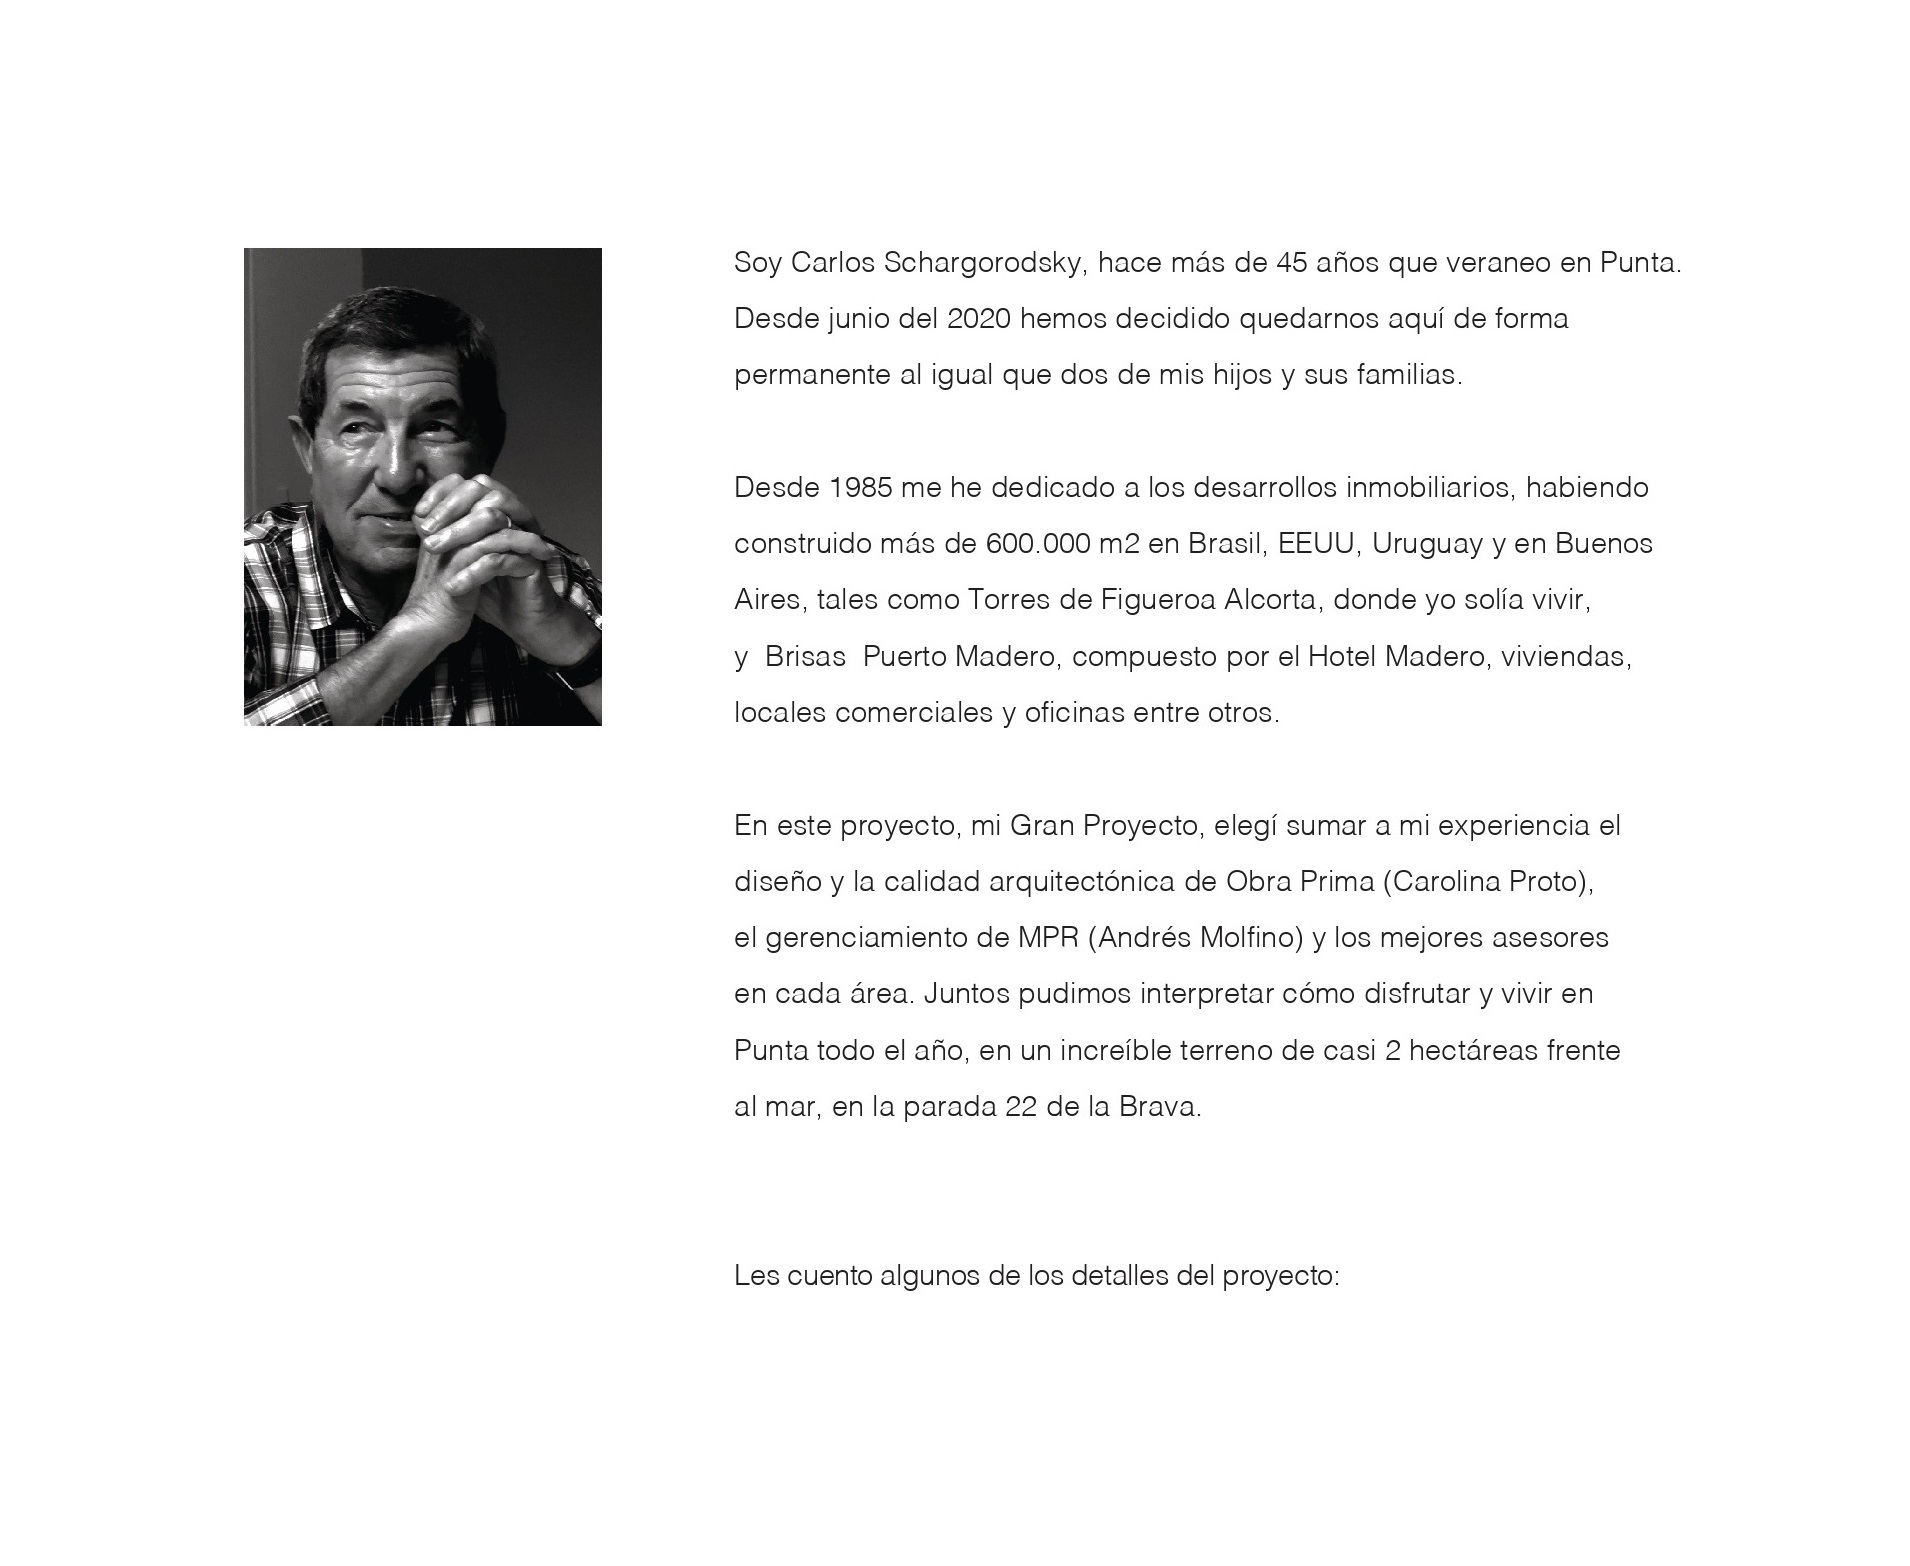 Soy Carlos Schargorodsky, hace más de 45 años que veraneo en Punta.
Desde junio del 2020 hemos decidido quedarnos aquí de forma
permanente al igual que dos de mis hijos y sus familias.
Desde 1985 me he dedicado a los desarrollos inmobiliarios, habiendo
construido más de 600.000 m2 en Brasil, EEUU, Uruguay y en Buenos
Aires, tales como Torres de Figueroa Alcorta, donde yo solía vivir,
y Brisas Puerto Madero, compuesto por el Hotel Madero, viviendas,
locales comerciales y oficinas entre otros.
En este proyecto, mi Gran Proyecto, elegí sumar a mi experiencia el
diseño y la calidad arquitectónica de Obra Prima (Carolina Proto),
el gerenciamiento de MPR (Andrés Molfino) y los mejores asesores
en cada área. Juntos pudimos interpretar cómo disfrutar y vivir en
Punta todo el año, en un increíble terreno de casi 2 hectáreas frente
al mar, en la parada 22 de la Brava.
Les cuento algunos de los detalles del proyecto: